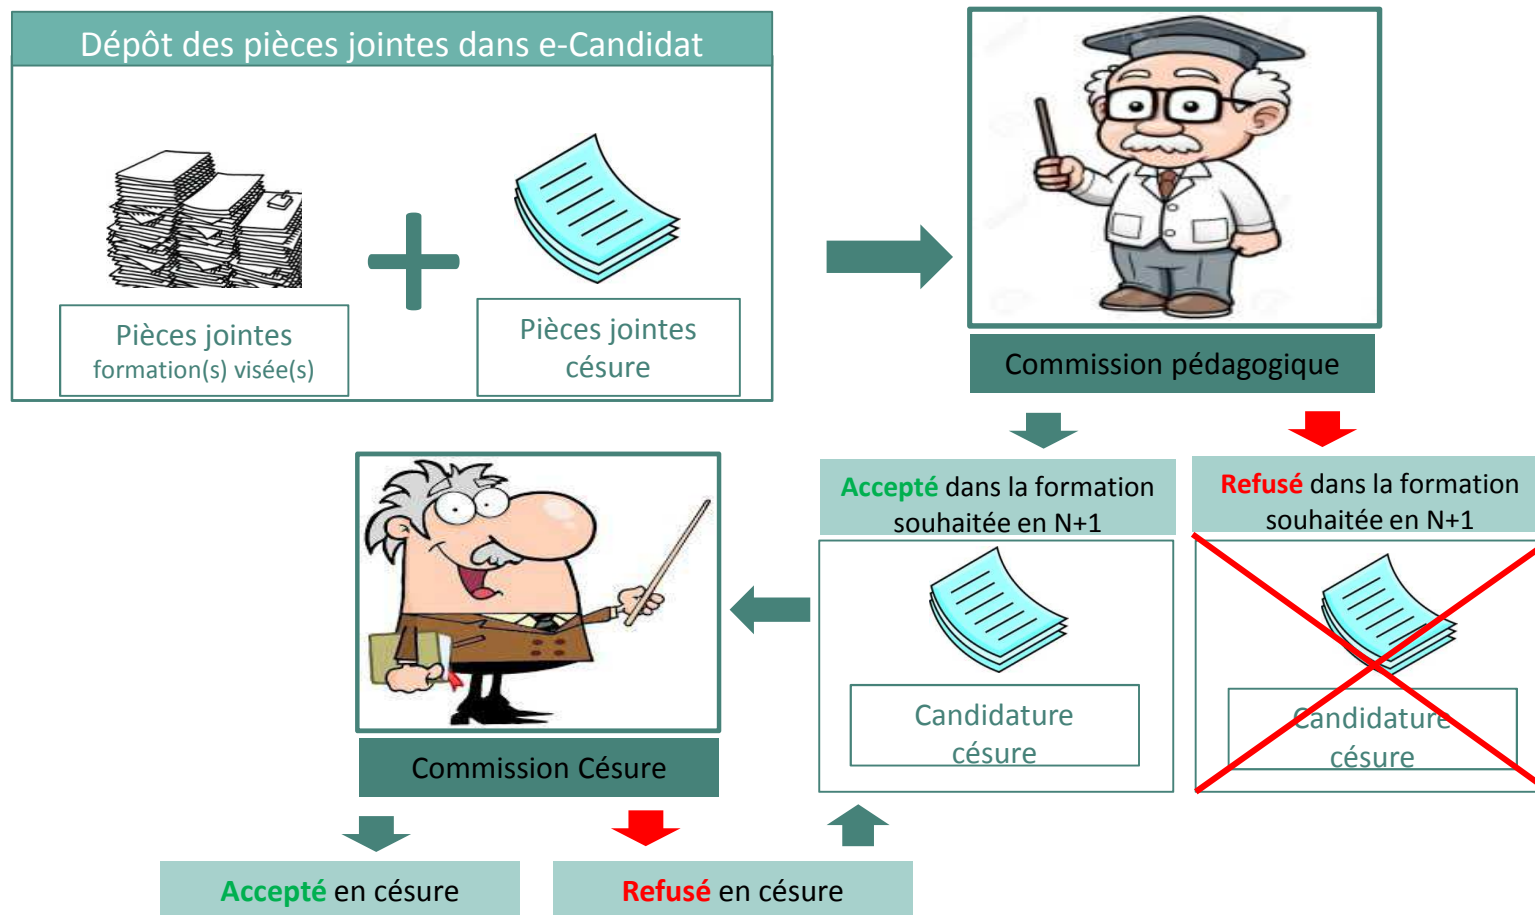 Dépôt des pièces jointes dans e-Candidat
Pièces jointes
formation(s) visée(s)
Pièces jointes
césure
Commission pédagogique
Accepté dans la formation
souhaitée en N+1
Refusé dans la formation
souhaitée en N+1
Candidature
césure
Candidature
césure
Commission Césure
Accepté en césure
Refusé en césure